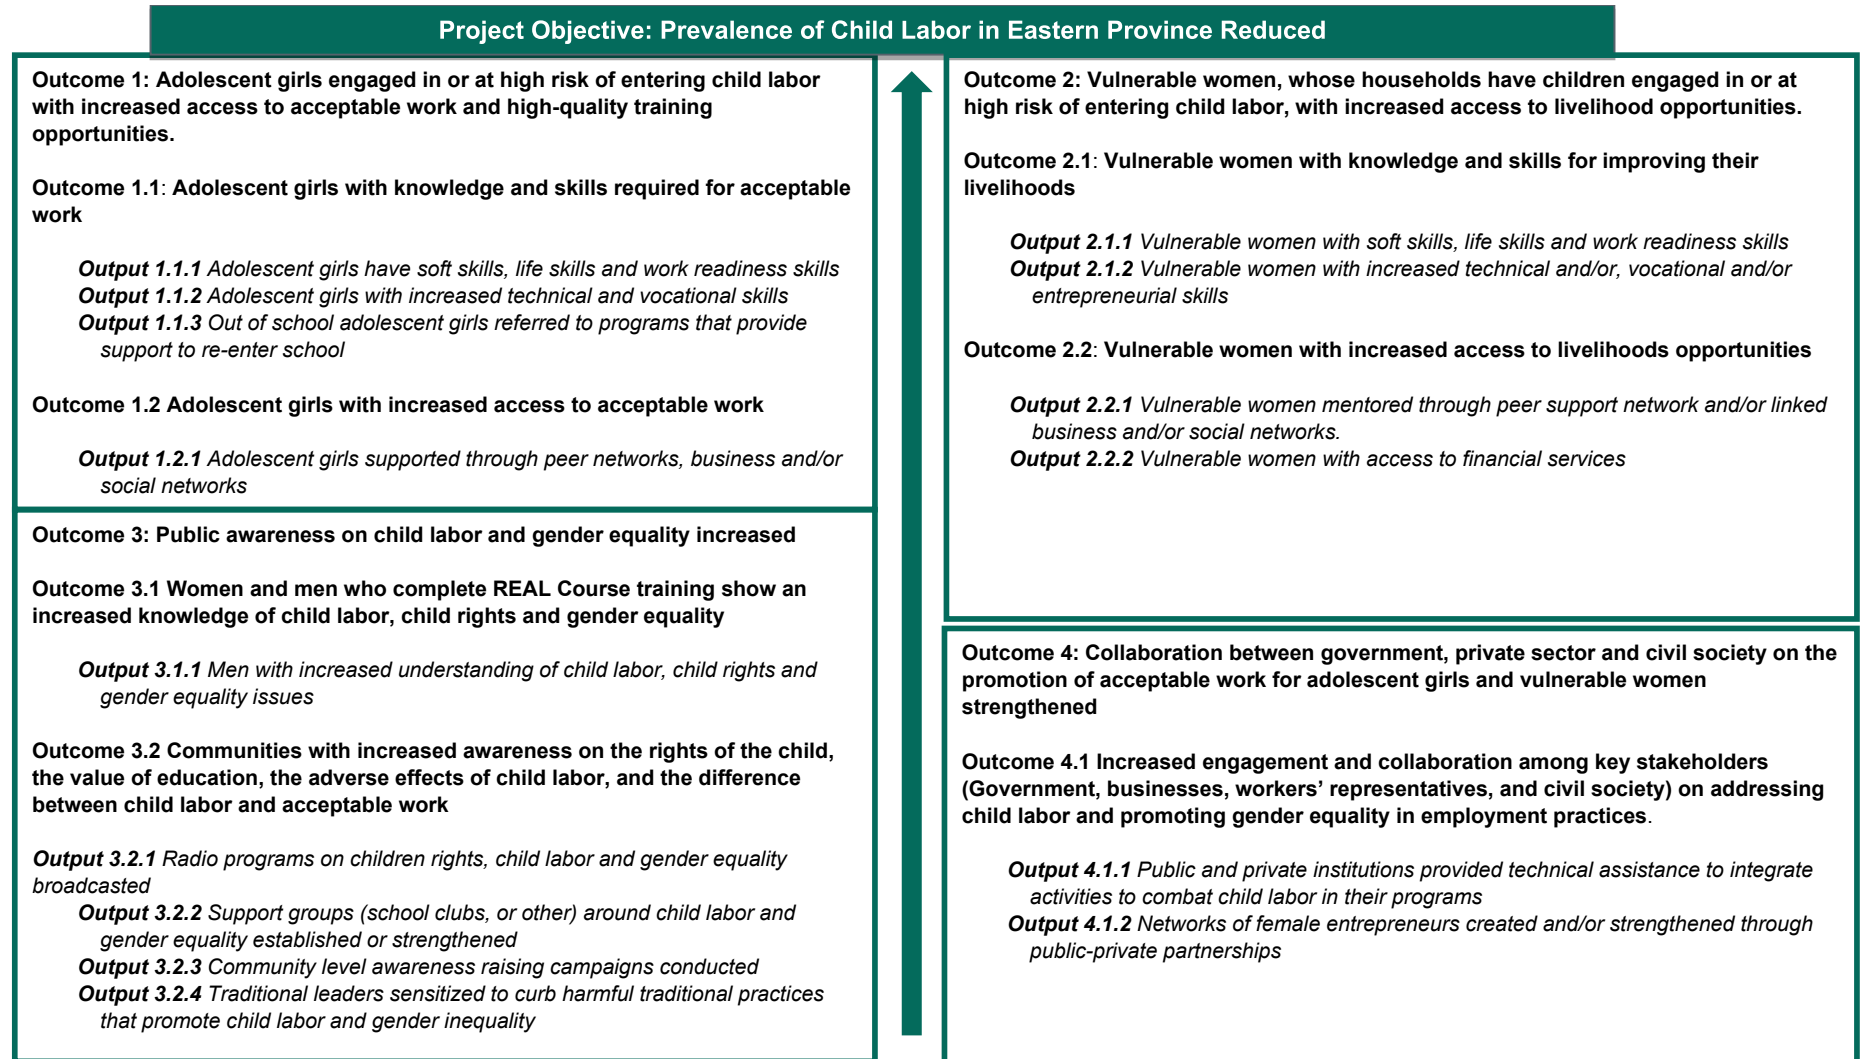 Project Objective: Prevalence of Child Labor in Eastern Province Reduced
Outcome 1: Adolescent girls engaged in or at high risk of entering child labor
with increased access to acceptable work and high-quality training
opportunities.
Outcome 1.1: Adolescent girls with knowledge and skills required for acceptable
work
Output 1.1.1 Adolescent girls have soft skills, life skills and work readiness skills
Output 1.1.2 Adolescent girls with increased technical and vocational skills
Output 1.1.3 Out of school adolescent girls referred to programs that provide
support to re-enter school
Outcome 1.2 Adolescent girls with increased access to acceptable work
Output 1.2.1 Adolescent girls supported through peer networks, business and/or
social networks
Outcome 2: Vulnerable women, whose households have children engaged in or at
high risk of entering child labor, with increased access to livelihood opportunities.
Outcome 2.1: Vulnerable women with knowledge and skills for improving their
livelihoods
Output 2.1.1 Vulnerable women with soft skills, life skills and work readiness skills
Output 2.1.2 Vulnerable women with increased technical and/or, vocational and/or
entrepreneurial skills
Outcome 2.2: Vulnerable women with increased access to livelihoods opportunities
Output 2.2.1 Vulnerable women mentored through peer support network and/or linked
business and/or social networks.
Output 2.2.2 Vulnerable women with access to financial services
Outcome 3: Public awareness on child labor and gender equality increased
Outcome 3.1 Women and men who complete REAL Course training show an
increased knowledge of child labor, child rights and gender equality
Output 3.1.1 Men with increased understanding of child labor, child rights and
gender equality issues
Outcome 3.2 Communities with increased awareness on the rights of the child,
the value of education, the adverse effects of child labor, and the difference
between child labor and acceptable work
Output 3.2.1 Radio programs on children rights, child labor and gender equality
broadcasted
Output 3.2.2 Support groups (school clubs, or other) around child labor and
gender equality established or strengthened
Output 3.2.3 Community level awareness raising campaigns conducted
Output 3.2.4 Traditional leaders sensitized to curb harmful traditional practices
that promote child labor and gender inequality
Outcome 4: Collaboration between government, private sector and civil society on the
promotion of acceptable work for adolescent girls and vulnerable women
strengthened
Outcome 4.1 Increased engagement and collaboration among key stakeholders
(Government, businesses, workers’ representatives, and civil society) on addressing
child labor and promoting gender equality in employment practices.
Output 4.1.1 Public and private institutions provided technical assistance to integrate
activities to combat child labor in their programs
Output 4.1.2 Networks of female entrepreneurs created and/or strengthened through
public-private partnerships